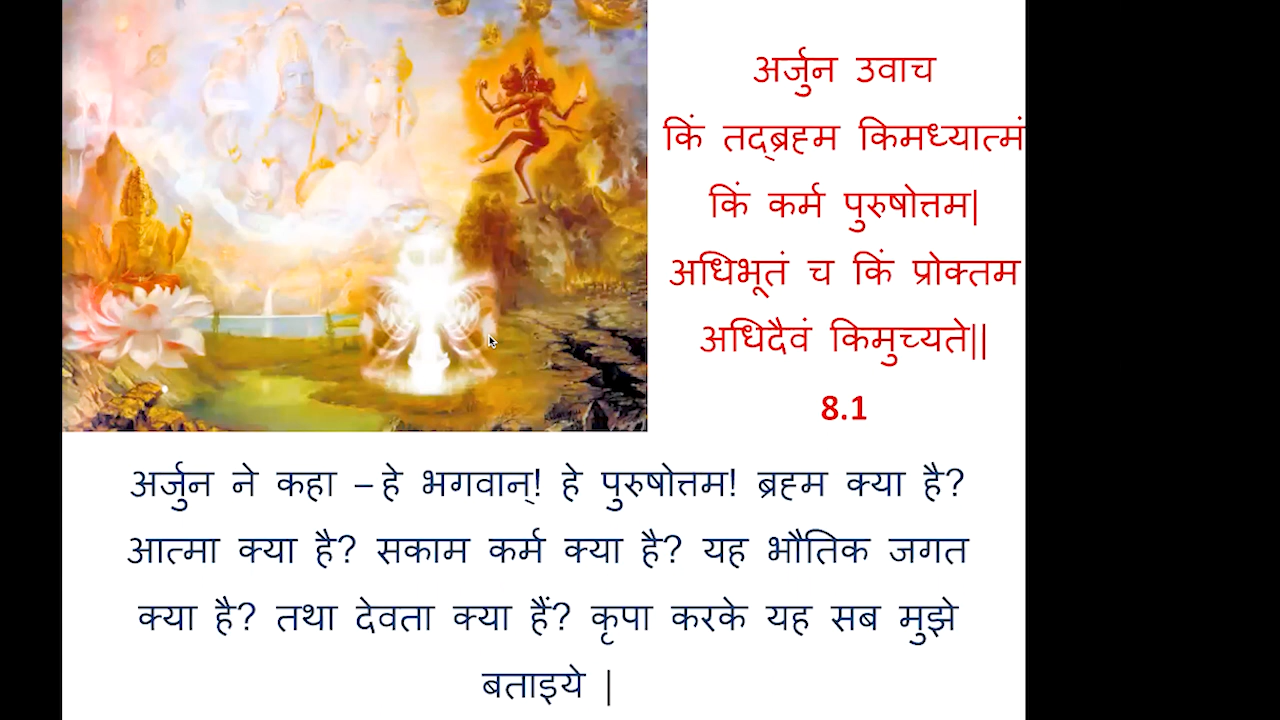 अर्जुन उवाच
किं तद्ब्रह्म किमध्यात्मं
किं कर्म पुरुषोत्तम|
अधिभूतं च किं प्रोक्तम
अधिदैवं किमुच्यते||
8.1
अर्जुन ने कहा – हे भगवान्! हे पुरुषोत्तम! ब्रह्म क्या है?
आत्मा क्या है? सकाम कर्म क्या है? यह भौतिक जगत
क्या है? तथा देवता क्या हैं? कृपा करके यह सब मुझे
बताइये |